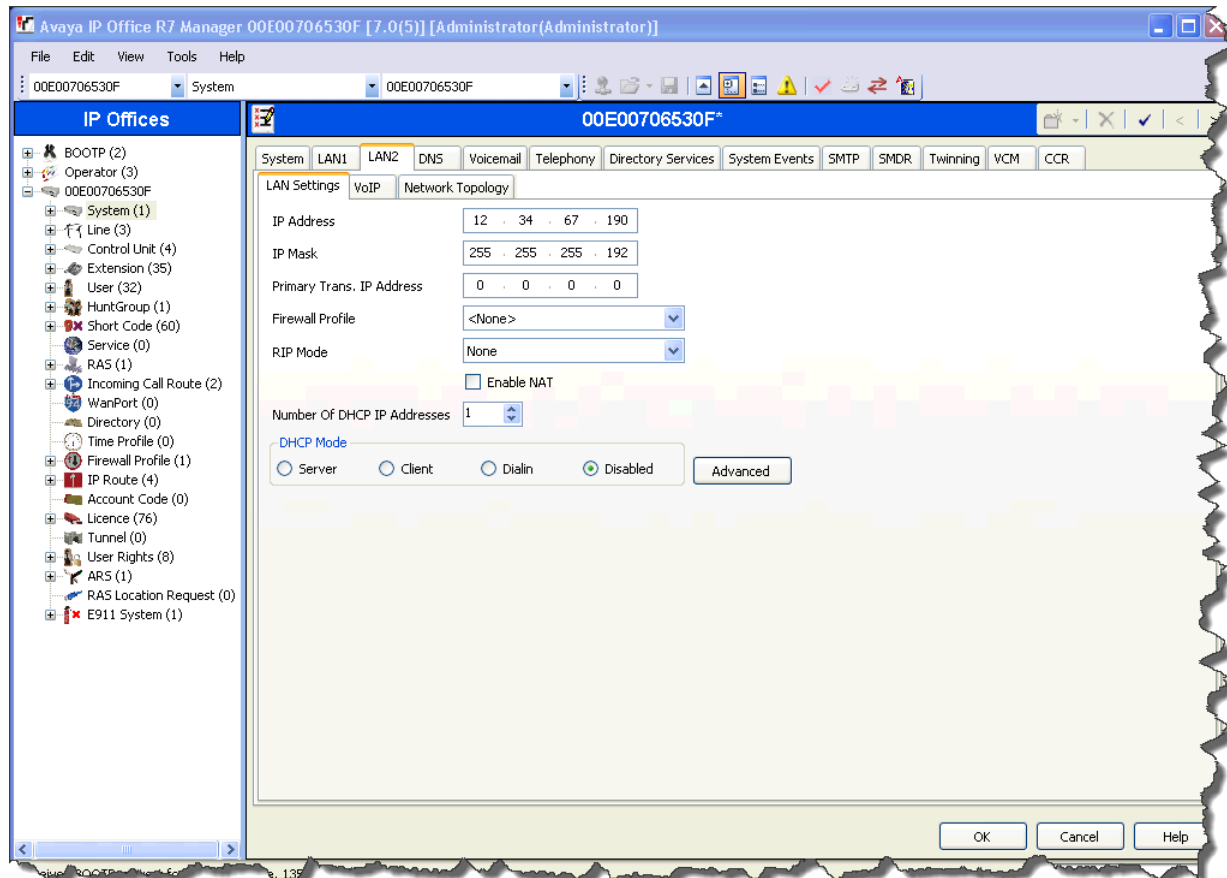 Avaya IP Office R7 Manager 00E00706530F [7.0(5)] [Administrator(Administrator)]
File Edit View Tools Help
00E00706530F System 00E00706530F
IP Offices
BOOTP (2)
Operator (3)
00E00706530F
System (1)
Line (3)
Control Unit (4)
Extension (35)
User (32)
HuntGroup (1)
Short Code (60)
Service (0)
RAS (1)
Incoming Call Route (2)
WanPort (0)
Directory (0)
Time Profile (0)
Firewall Profile (1)
IP Route (4)
Account Code (0)
Licence (76)
Tunnel (0)
User Rights (8)
ARS (1)
RAS Location Request (0)
E911 System (1)
00E00706530F*
System LAN1 LAN2 DNS Voicemail Telephony Directory Services System Events SMTP SMDR Twinning VCM CCR
LAN Settings VoIP Network Topology
IP Address 12 . 34 . 67 . 190
IP Mask 255 . 255 . 255 . 192
Primary Trans. IP Address 0 . 0 . 0 . 0
Firewall Profile <None>
RIP Mode None
Enable NAT
Number Of DHCP IP Addresses 1
DHCP Mode
Server Client Dialin Disabled Advanced
OK Cancel Help